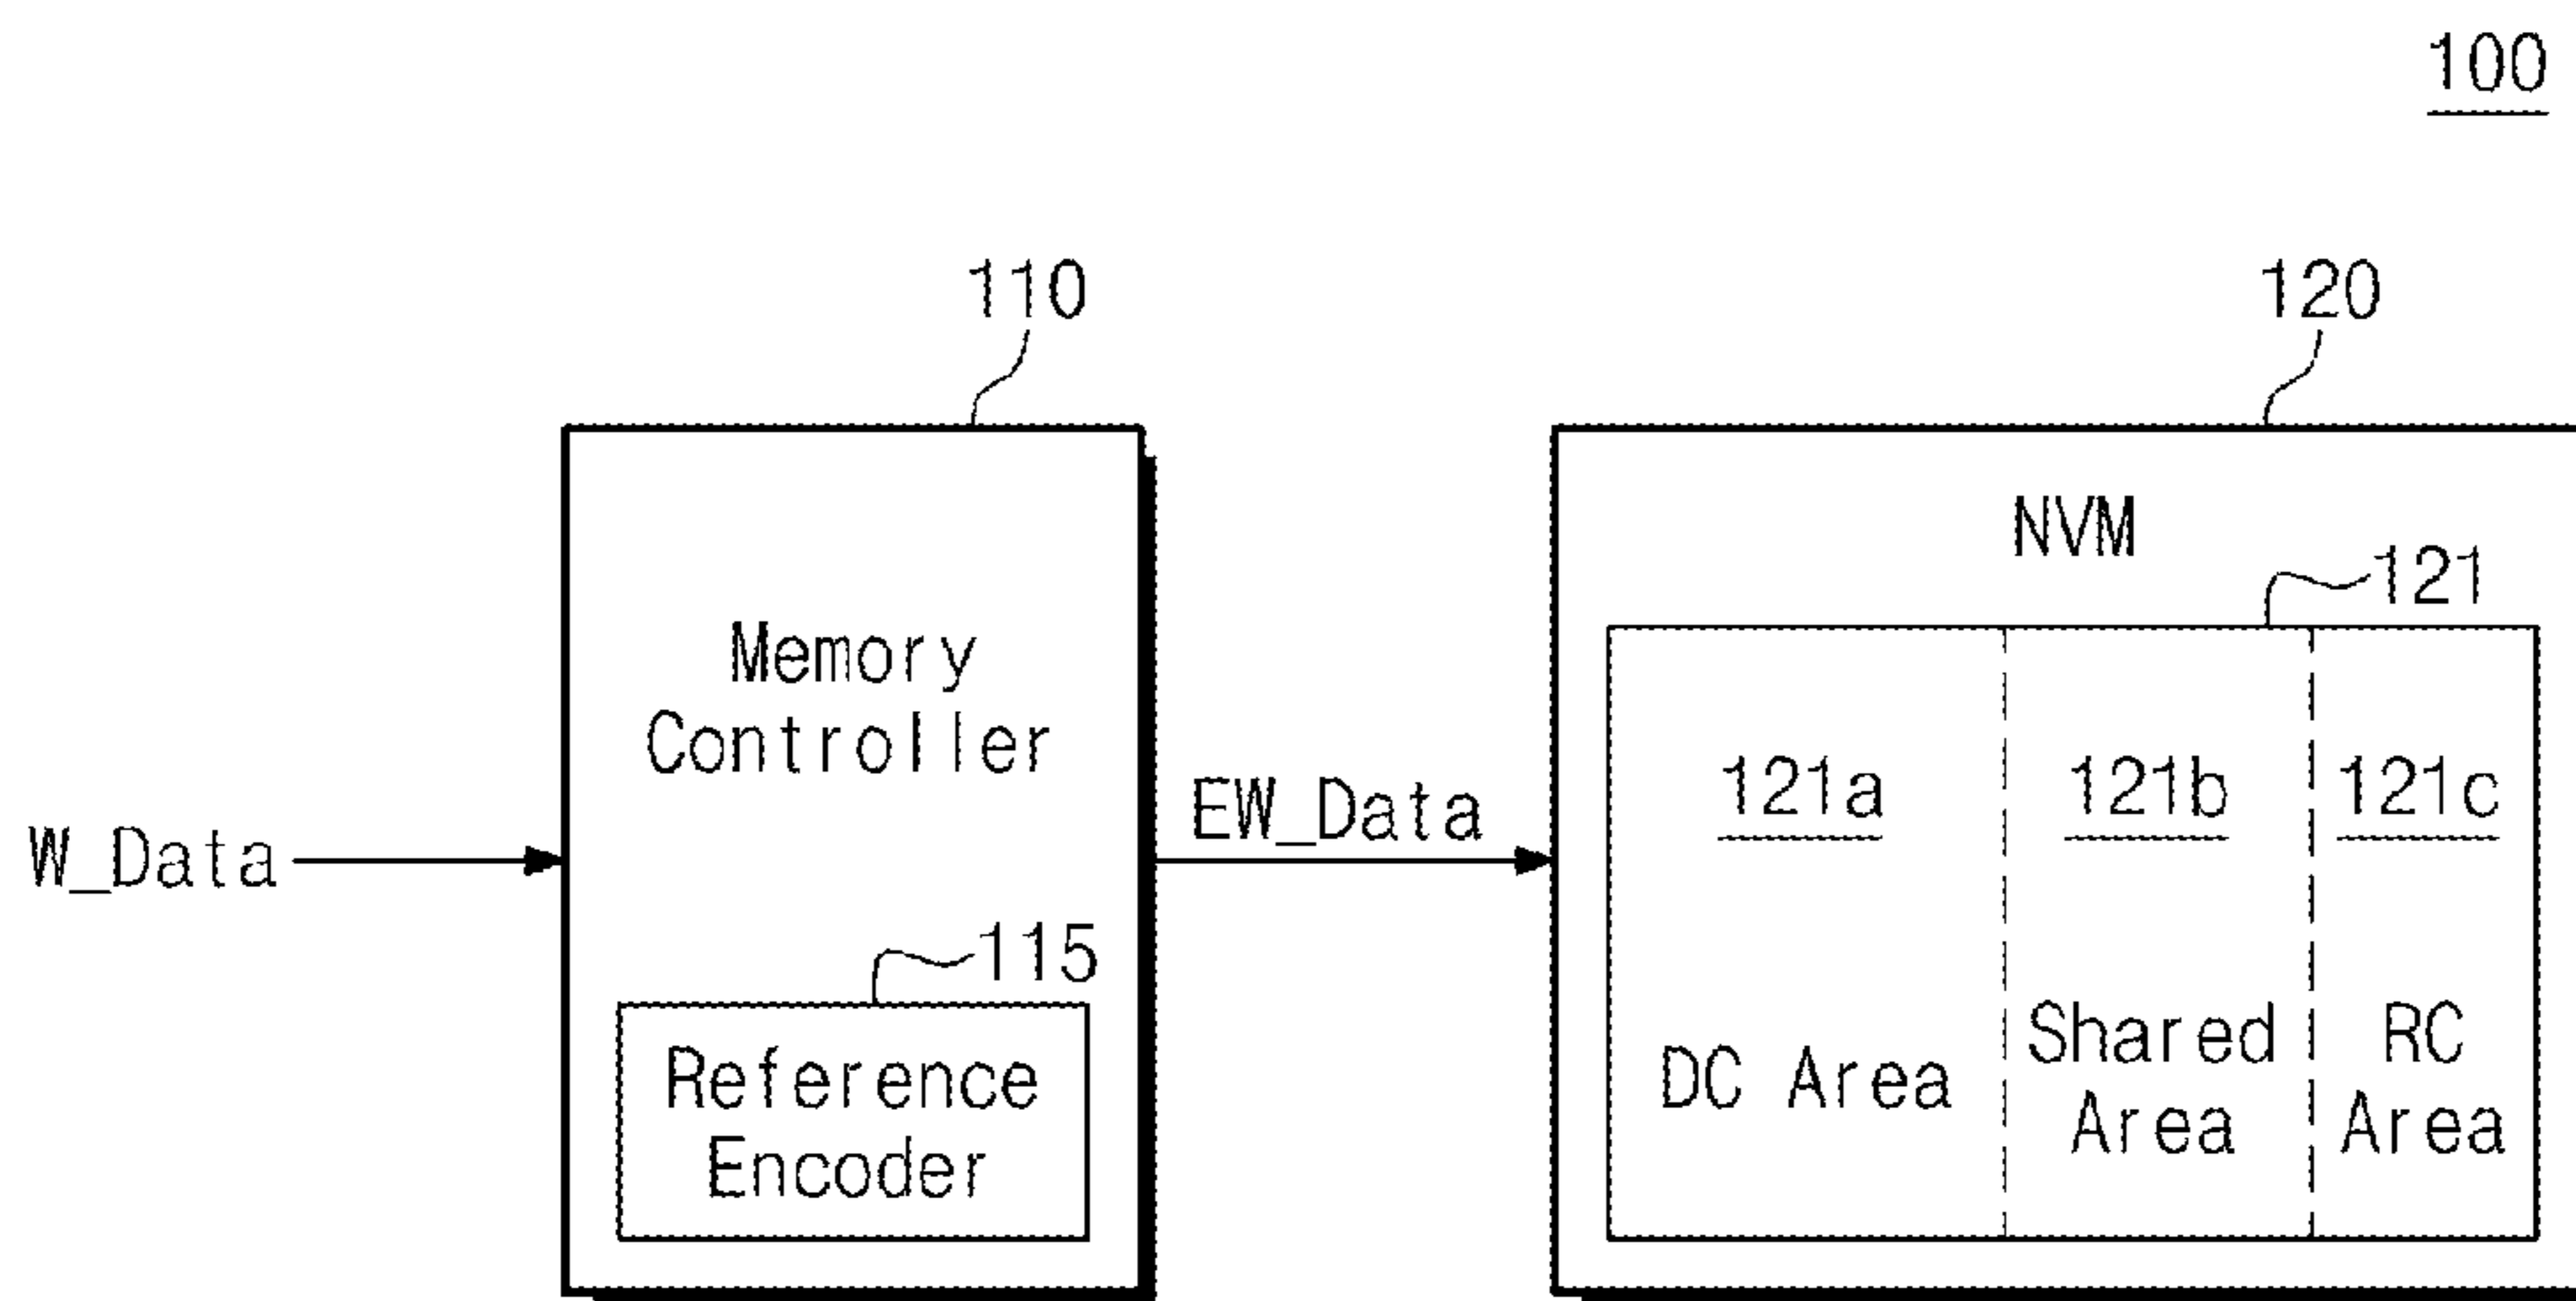 100
110
120
NVM
121
Memory
Controller
W_Data
EW_Data
121a
121b
121c
115
Reference
Encoder
DC Area
Shared
Area
RC
Area